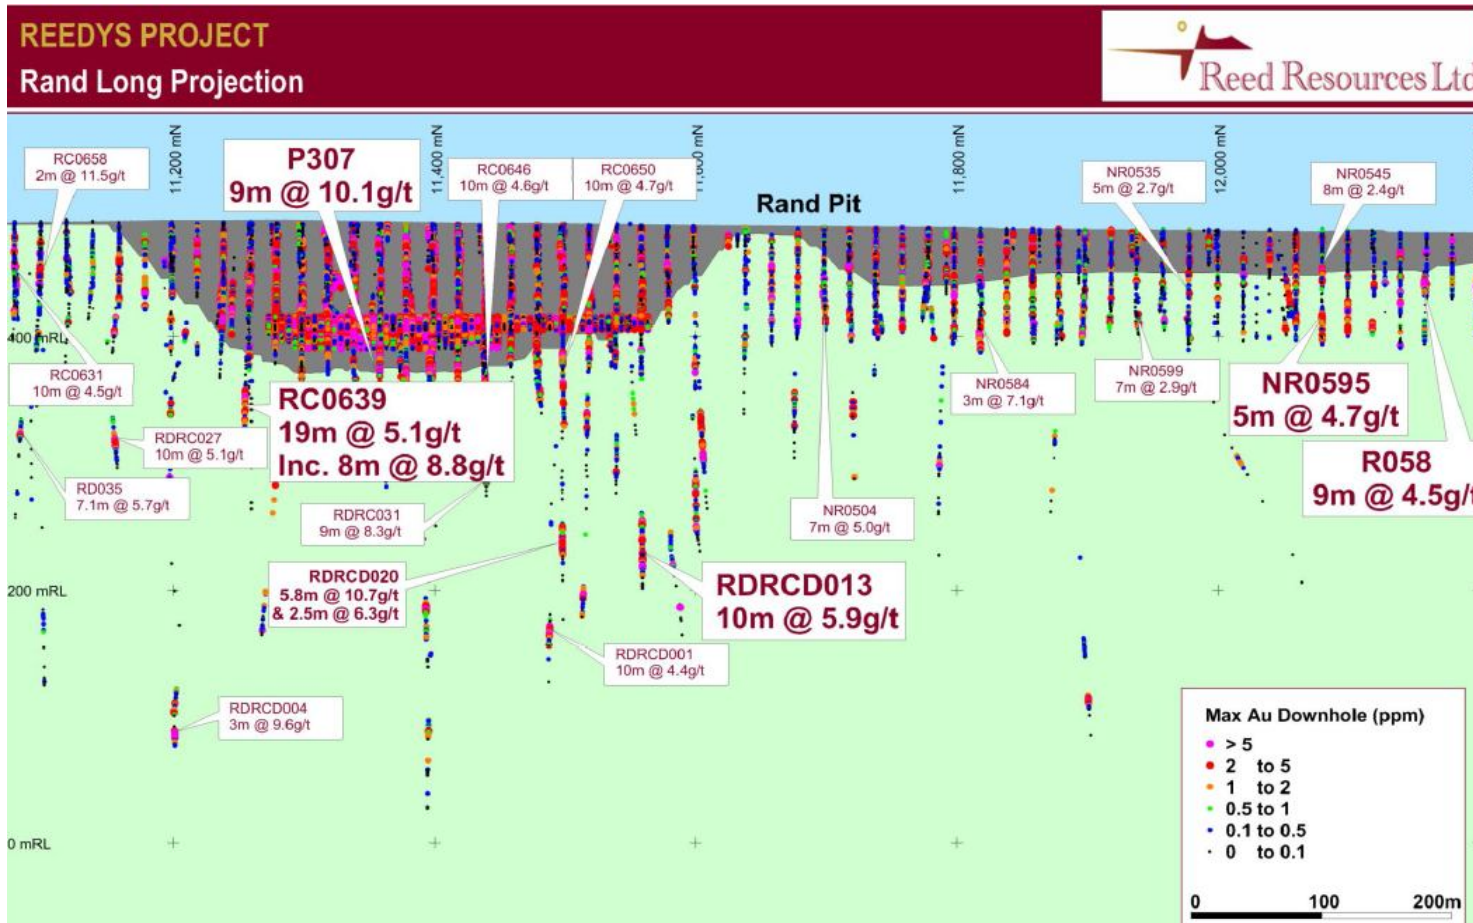 REEDYS PROJECT
Rand Long Projection
Reed Resources Ltd
11,200 mN
11,400 mN
11,800 mN
12,000 mN
RC0658
2m @ 11.5g/t
P307
9m @ 10.1g/t
RC0646
10m @ 4.6g/t
RC0650
10m @ 4.7g/t
Rand Pit
NR0535
5m @ 2.7g/t
NR0545
8m @ 2.4g/t
400 mRL
RC0631
10m @ 4.5g/t
RC0639
19m @ 5.1g/t
Inc. 8m @ 8.8g/t
NR0584
3m @ 7.1g/t
NR0599
7m @ 2.9g/t
NR0595
5m @ 4.7g/t
RDRC027
10m @ 5.1g/t
R058
9m @ 4.5g/t
RD035
7.1m @ 5.7g/t
RDRC031
9m @ 8.3g/t
NR0504
7m @ 5.0g/t
200 mRL
RDRCD020
5.8m @ 10.7g/t
& 2.5m @ 6.3g/t
RDRCD013
10m @ 5.9g/t
RDRCD001
10m @ 4.4g/t
RDRCD004
3m @ 9.6g/t
0 mRL
Max Au Downhole (ppm)
> 5
2 to 5
1 to 2
0.5 to 1
0.1 to 0.5
0 to 0.1
0 100 200m